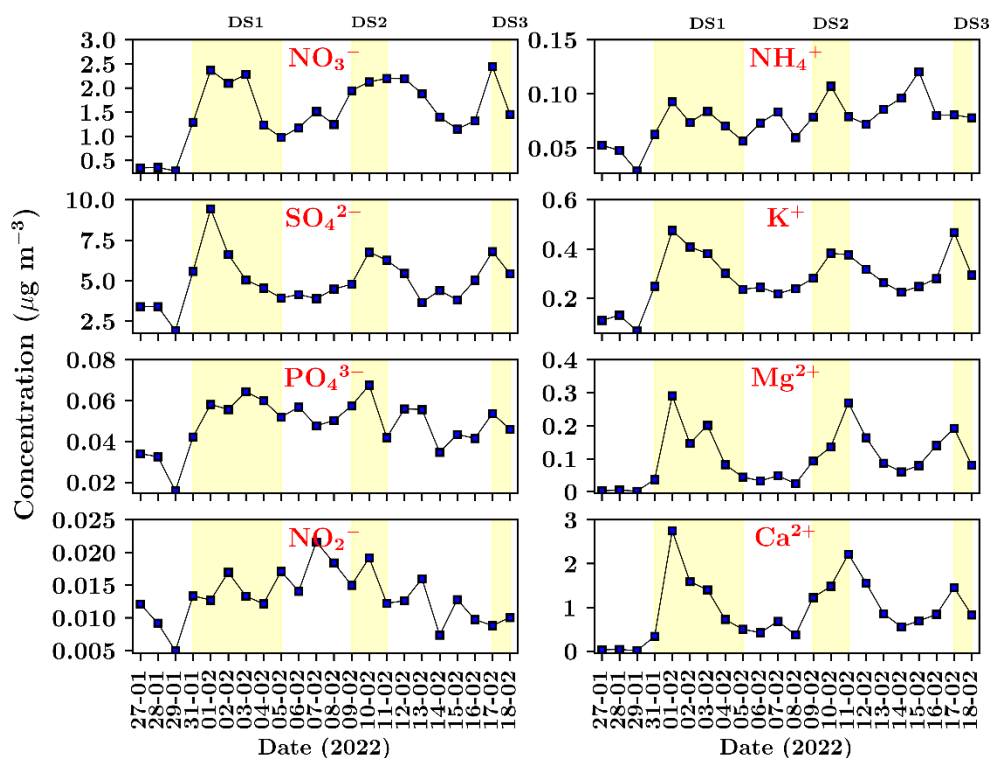 DS1 DS2 DS3
DS1 DS2 DS3
Concentration (μg m⁻³)
NO₃⁻
3.0
2.5
2.0
1.5
1.0
0.5
NH₄⁺
0.15
0.10
0.05
SO₄²⁻
10.0
7.5
5.0
2.5
K⁺
0.6
0.4
0.2
PO₄³⁻
0.08
0.06
0.04
0.02
Mg²⁺
0.4
0.3
0.2
0.1
0
NO₂⁻
0.025
0.020
0.015
0.010
0.005
Ca²⁺
3
2
1
0
27-01 28-01 29-01 31-01 01-02 02-02 03-02 04-02 05-02 06-02 07-02 08-02 09-02 10-02 11-02 12-02 13-02 14-02 15-02 16-02 17-02 18-02
Date (2022)
27-01 28-01 29-01 31-01 01-02 02-02 03-02 04-02 05-02 06-02 07-02 08-02 09-02 10-02 11-02 12-02 13-02 14-02 15-02 16-02 17-02 18-02
Date (2022)